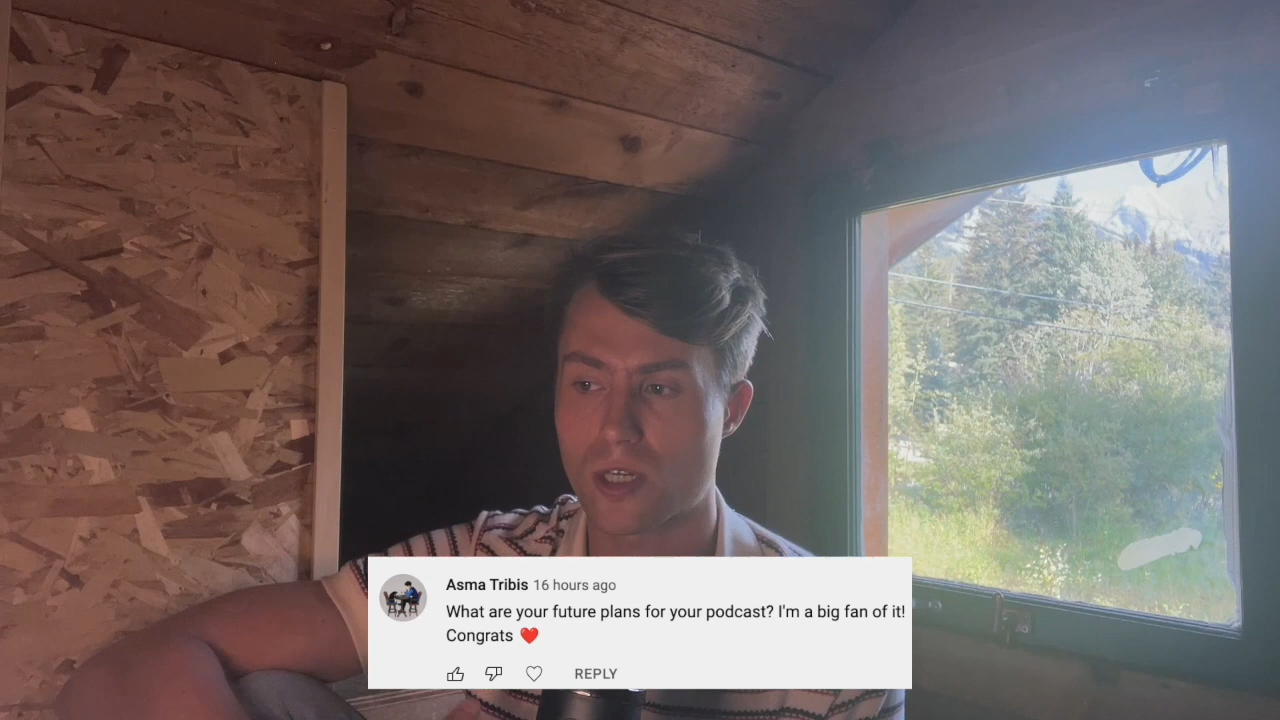 Asma Tribis 16 hours ago
What are your future plans for your podcast? I'm a big fan of it!
Congrats ❤️
REPLY